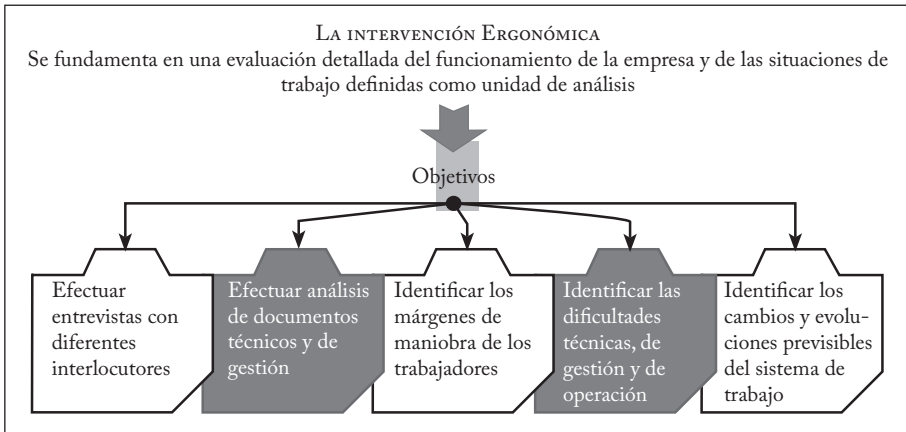 La intervención Ergonómica
Se fundamenta en una evaluación detallada del funcionamiento de la empresa y de las situaciones de
trabajo definidas como unidad de análisis
Objetivos
Efectuar
entrevistas con
diferentes
interlocutores
Efectuar análisis
de documentos
técnicos y de
gestión
Identificar los
márgenes de
maniobra de los
trabajadores
Identificar las
dificultades
técnicas, de
gestión y de
operación
Identificar los
cambios y evolu-
ciones previsibles
del sistema de
trabajo